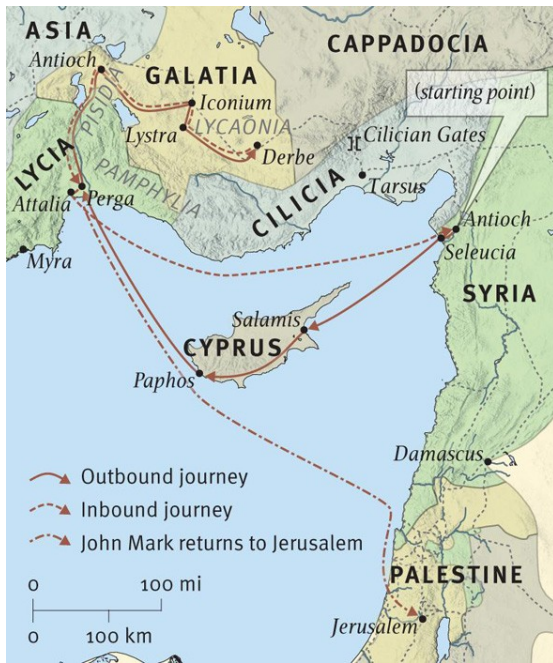 ASIA
CAPPADOCIA
Antioch
GALATIA
(starting point)
PISIDIA
Iconium
LYCAONIA
Lystra
Cilician Gates
Derbe
LYCIA
PAMPHYLIA
CILICIA
Tarsus
Attalia
Perga
Antioch
Seleucia
Myra
SYRIA
Salamis
CYPRUS
Paphos
Damascus
Outbound journey
Inbound journey
John Mark returns to Jerusalem
PALESTINE
0 100 mi
0 100 km
Jerusalem